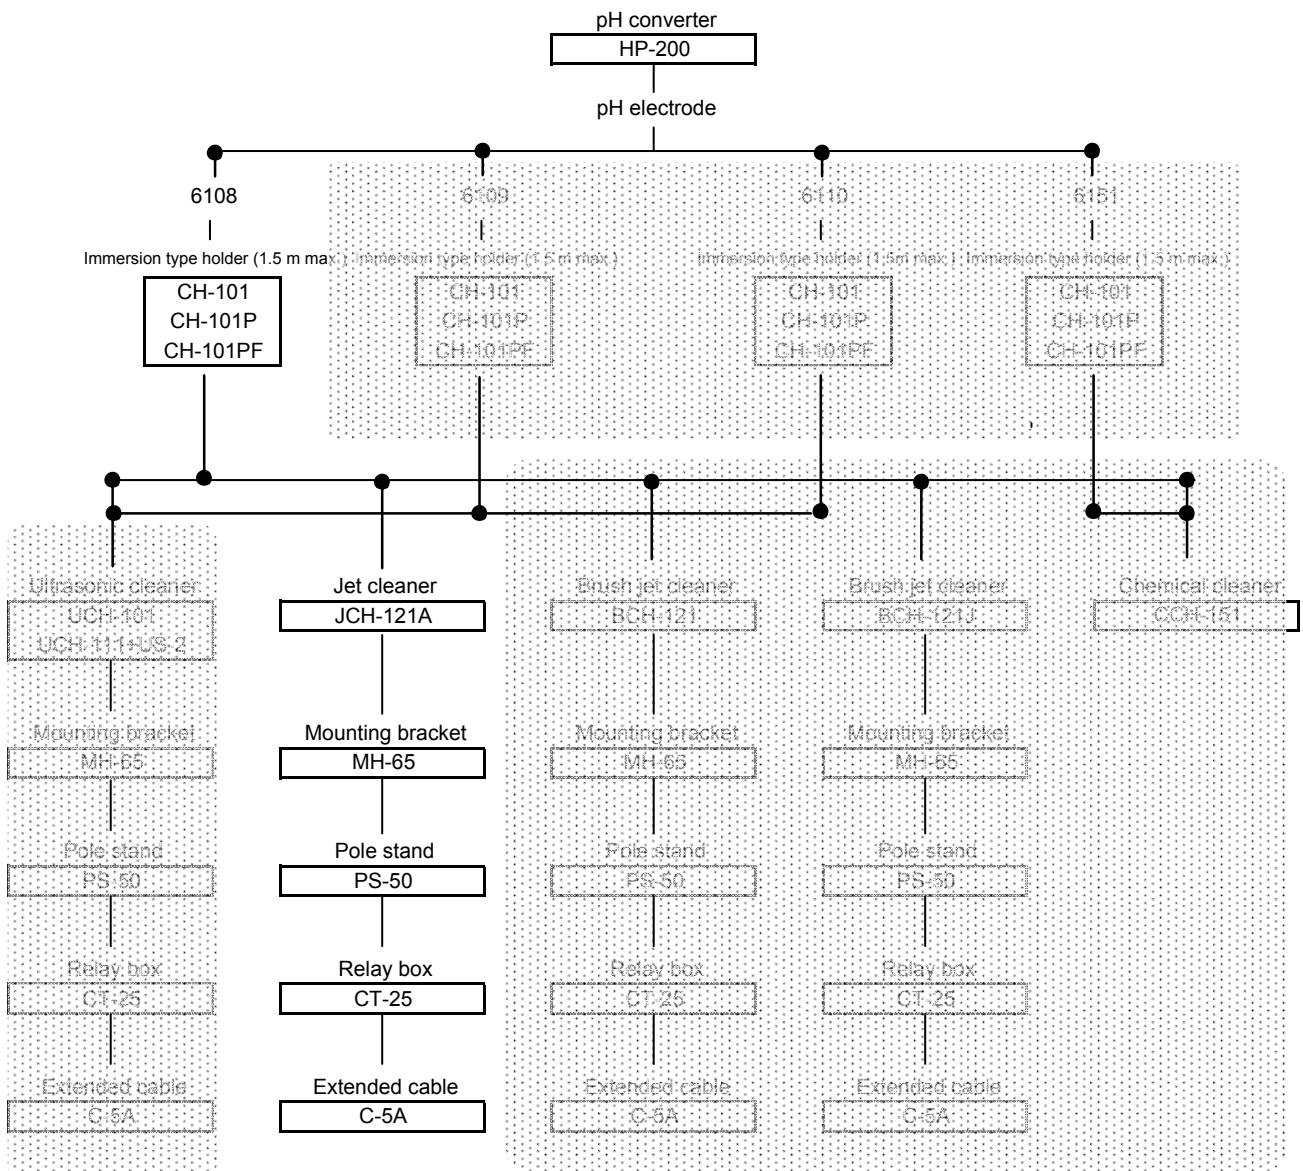 pH converter
HP-200
pH electrode
6108 6109 6110 6151
Immersion type holder (1.5 m max.) Immersion type holder (1.5 m max.) Immersion type holder (1.5m max.) Immersion type holder (1.5 m max.)
CH-101 CH-101 CH-101 CH-101
CH-101P CH-101P CH-101P CH-101P
CH-101PF CH-101PF CH-101PF CH-101PF
Ultrasonic cleaner Jet cleaner Brush jet cleaner Brush jet cleaner Chemical cleaner
UCH-101 JCH-121A BCH-121 BCH-121J CCH-151
UCH-111+US-2
Mounting bracket Mounting bracket Mounting bracket Mounting bracket
MH-65 MH-65 MH-65 MH-65
Pole stand Pole stand Pole stand Pole stand
PS-50 PS-50 PS-50 PS-50
Relay box Relay box Relay box Relay box
CT-25 CT-25 CT-25 CT-25
Extended cable Extended cable Extended cable Extended cable
C-5A C-5A C-5A C-5A